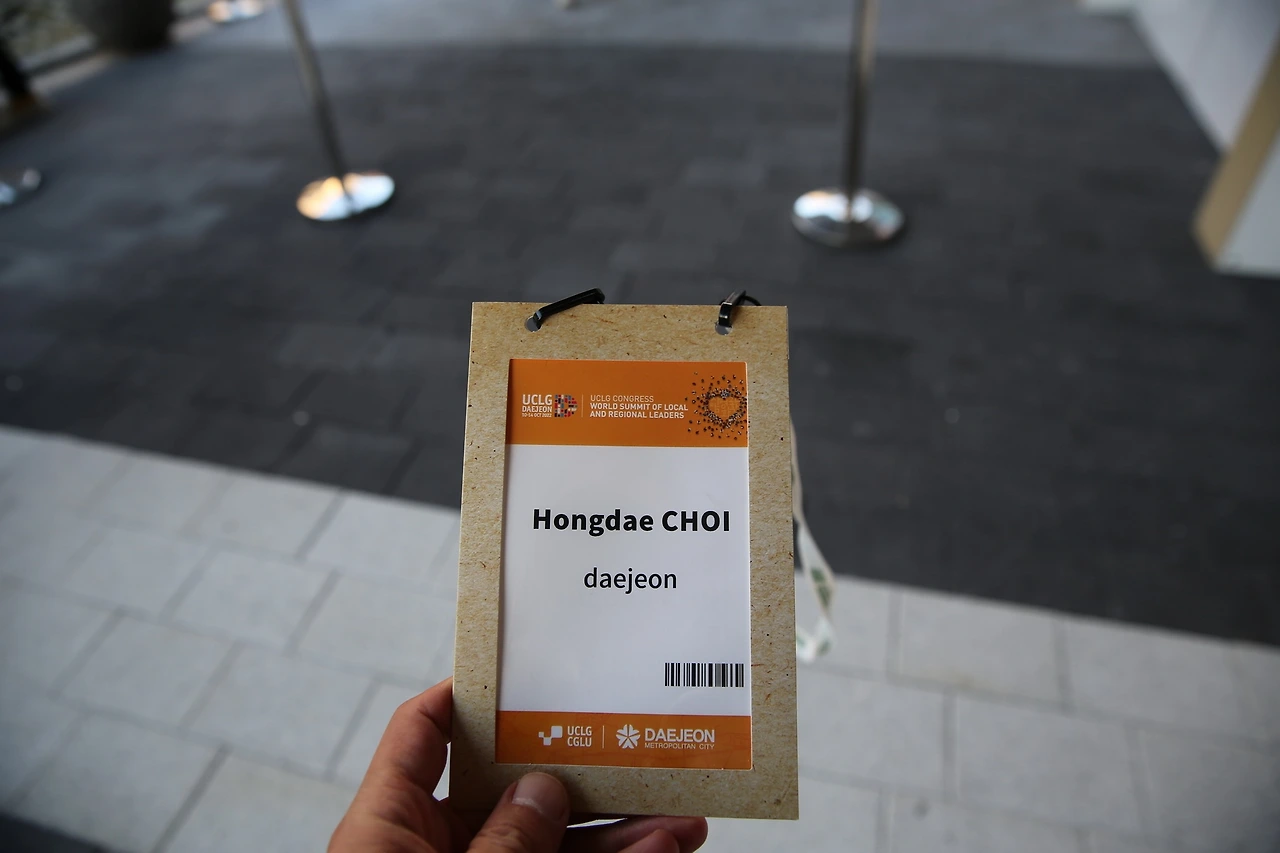 UCLG
DAEJEON
10-14 OCT 2022
UCLG CONGRESS
WORLD SUMMIT OF LOCAL
AND REGIONAL LEADERS
Hongdae CHOI
daejeon
UCLG
CGLU
DAEJEON
METROPOLITAN CITY